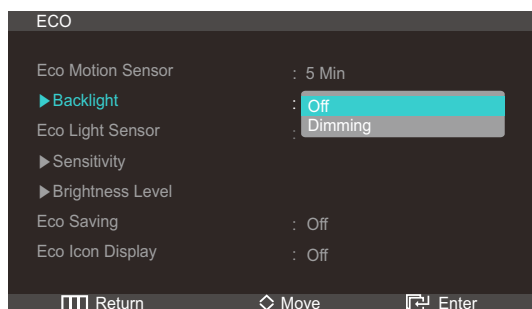 ECO
Eco Motion Sensor : 5 Min
▶Backlight : Off
Dimming
Eco Light Sensor :
▶Sensitivity
▶Brightness Level
Eco Saving : Off
Eco Icon Display : Off
Return Move Enter